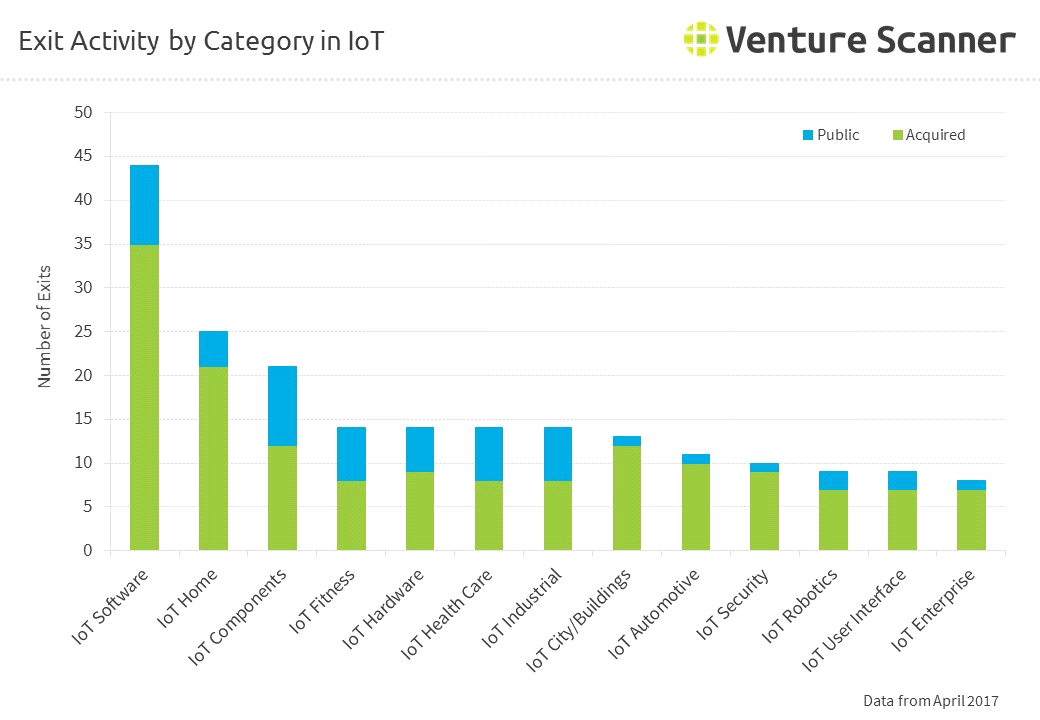 Exit Activity by Category in IoT
Venture Scanner
Public
Acquired
Number of Exits
50
45
40
35
30
25
20
15
10
5
0
IoT Software
IoT Home
IoT Components
IoT Fitness
IoT Hardware
IoT Health Care
IoT Industrial
IoT City/Buildings
IoT Automotive
IoT Security
IoT Robotics
IoT User Interface
IoT Enterprise
Data from April 2017